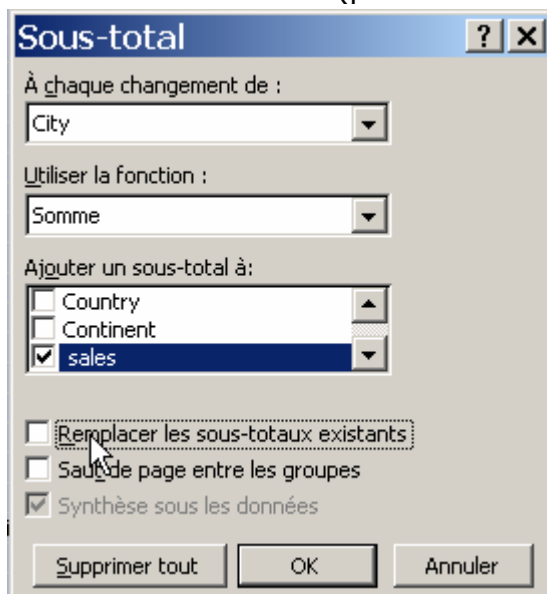 Sous-total
À chaque changement de :
City
Utiliser la fonction :
Somme
Ajouter un sous-total à:
Country
Continent
sales
Remplacer les sous-totaux existants
Saut de page entre les groupes
Synthèse sous les données
Supprimer tout OK Annuler